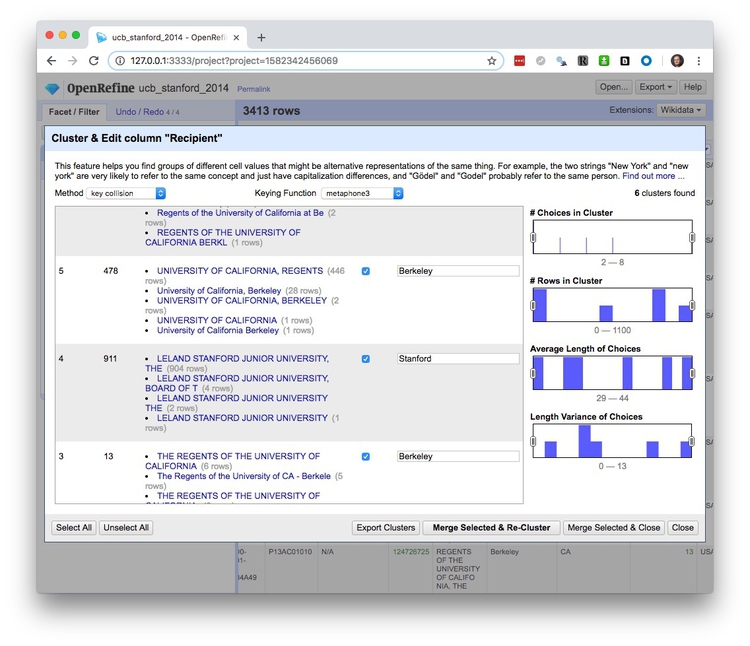 ucb_stanford_2014 - OpenRefi
127.0.0.1:3333/project?project=1582342456069
OpenRefine ucb_stanford_2014 Permalink
Open... Export Help
Facet / Filter Undo / Redo 4 / 4
3413 rows
Extensions: Wikidata
Cluster & Edit column "Recipient"
This feature helps you find groups of different cell values that might be alternative representations of the same thing. For example, the two strings "New York" and "new
york" are very likely to refer to the same concept and just have capitalization differences, and "Gödel" and "Godel" probably refer to the same person. Find out more ...
Method key collision Keying Function metaphone3 6 clusters found
Regents of the University of California at Be (2
rows)
REGENTS OF THE UNIVERSITY OF
CALIFORNIA BERKL (1 rows)
5 478 UNIVERSITY OF CALIFORNIA, REGENTS (446 Berkeley
rows)
University of California, Berkeley (28 rows)
UNIVERSITY OF CALIFORNIA, BERKELEY (2
rows)
UNIVERSITY OF CALIFORNIA (1 rows)
University of California Berkeley (1 rows)
4 911 LELAND STANFORD JUNIOR UNIVERSITY, Stanford
THE (904 rows)
LELAND STANFORD JUNIOR UNIVERSITY,
BOARD OF T (4 rows)
LELAND STANFORD JUNIOR UNIVERSITY
THE (2 rows)
LELAND STANFORD JUNIOR UNIVERSITY (1
rows)
3 13 THE REGENTS OF THE UNIVERSITY OF Berkeley
CALIFORNIA (6 rows)
The Regents of the University of CA - Berkele (5
rows)
THE REGENTS OF THE UNIVERSITY OF
# Choices in Cluster
2 — 8
# Rows in Cluster
0 — 1100
Average Length of Choices
29 — 44
Length Variance of Choices
0 — 13
Select All Unselect All Export Clusters Merge Selected & Re-Cluster Merge Selected & Close Close
P13AC01010 N/A 124726725 REGENTS Berkeley CA 13 USA
OF THE
UNIVERSITY
OF CALIFO
NIA, THE